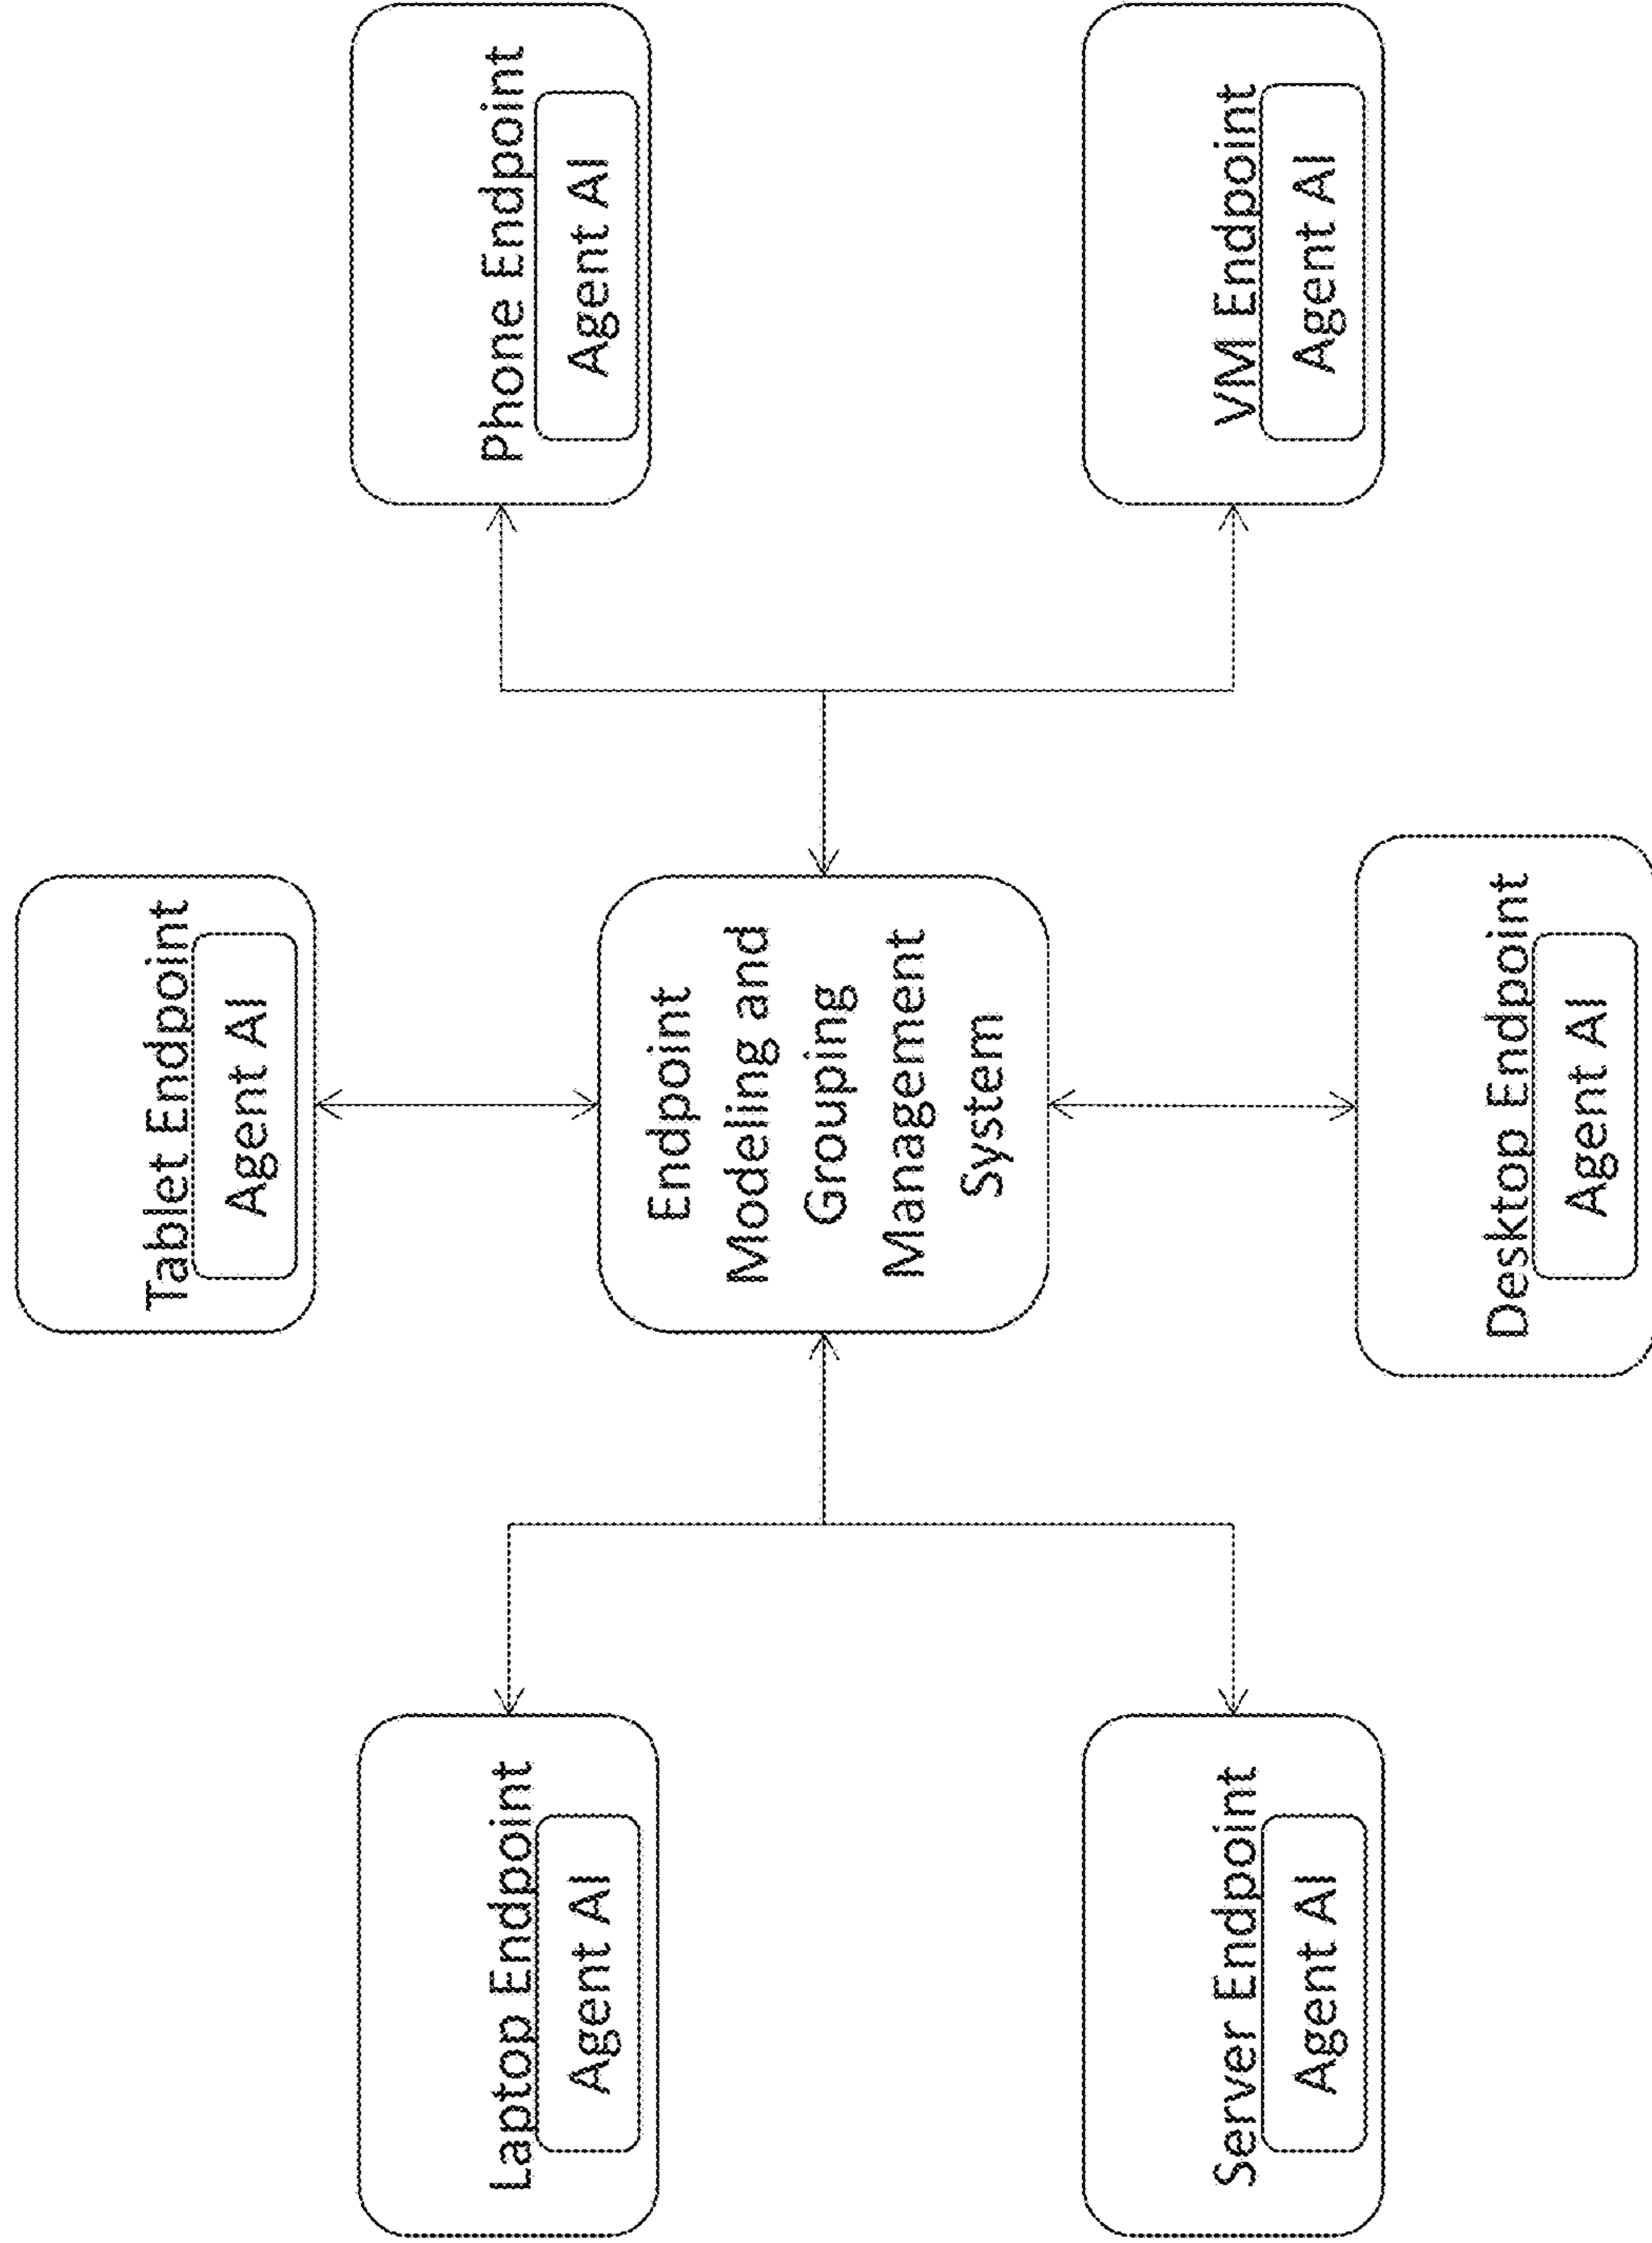 Tablet Endpoint
Agent AI
Laptop Endpoint
Agent AI
Phone Endpoint
Agent AI
Endpoint
Modeling and
Grouping
Management
System
Server Endpoint
Agent AI
VM Endpoint
Agent AI
Desktop Endpoint
Agent AI